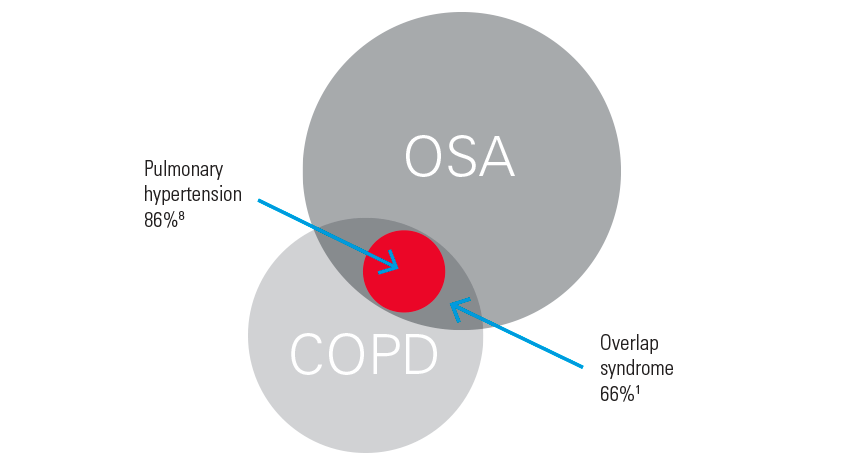 OSA
Pulmonary
hypertension
86%⁸
COPD
Overlap
syndrome
66%¹